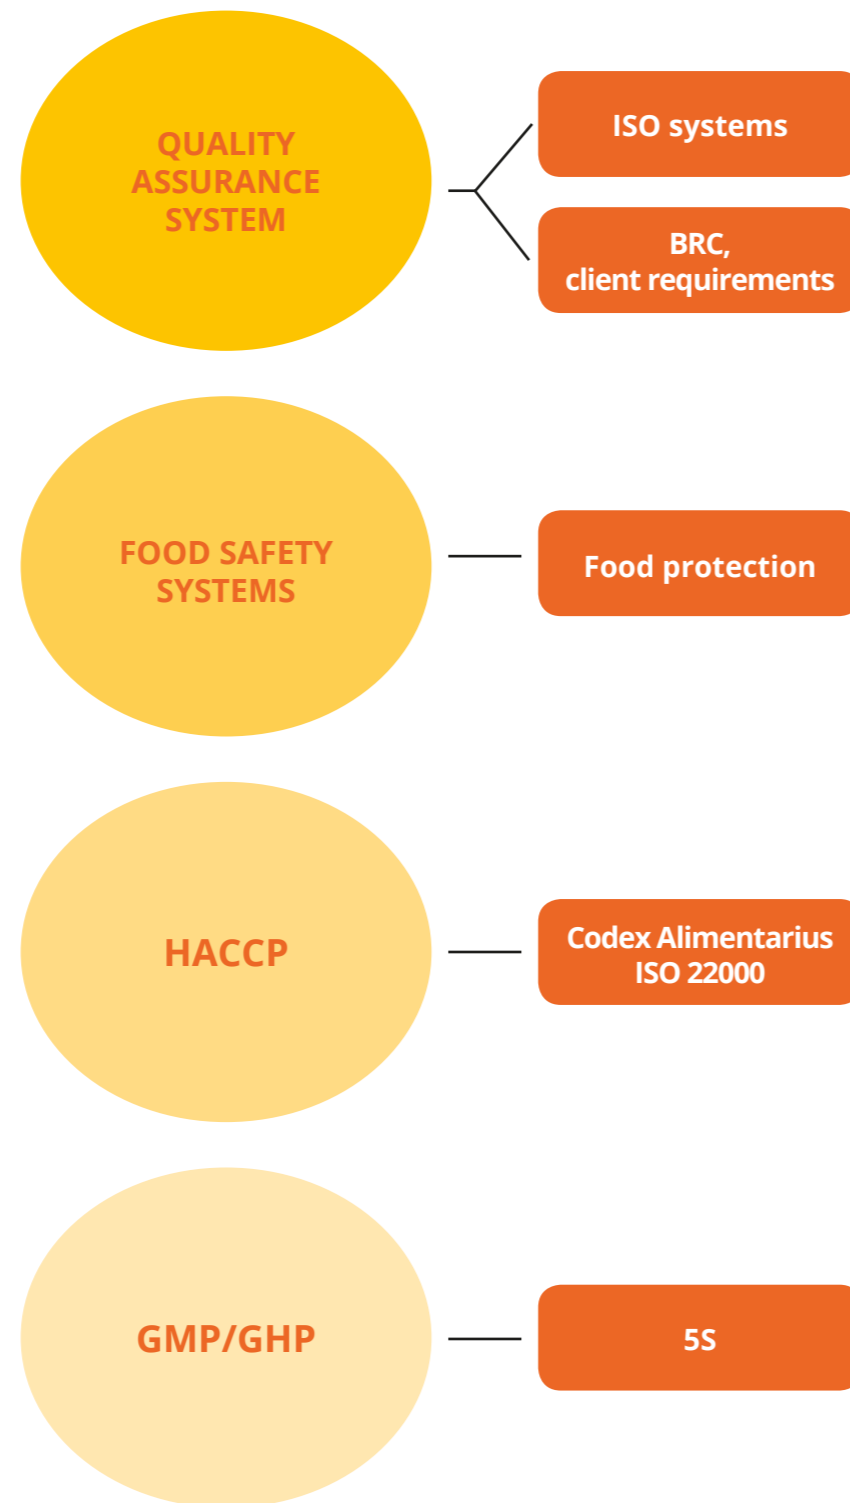 QUALITY
ASSURANCE
SYSTEM
ISO systems
BRC,
client requirements
FOOD SAFETY
SYSTEMS
Food protection
HACCP
Codex Alimentarius
ISO 22000
GMP/GHP
5S